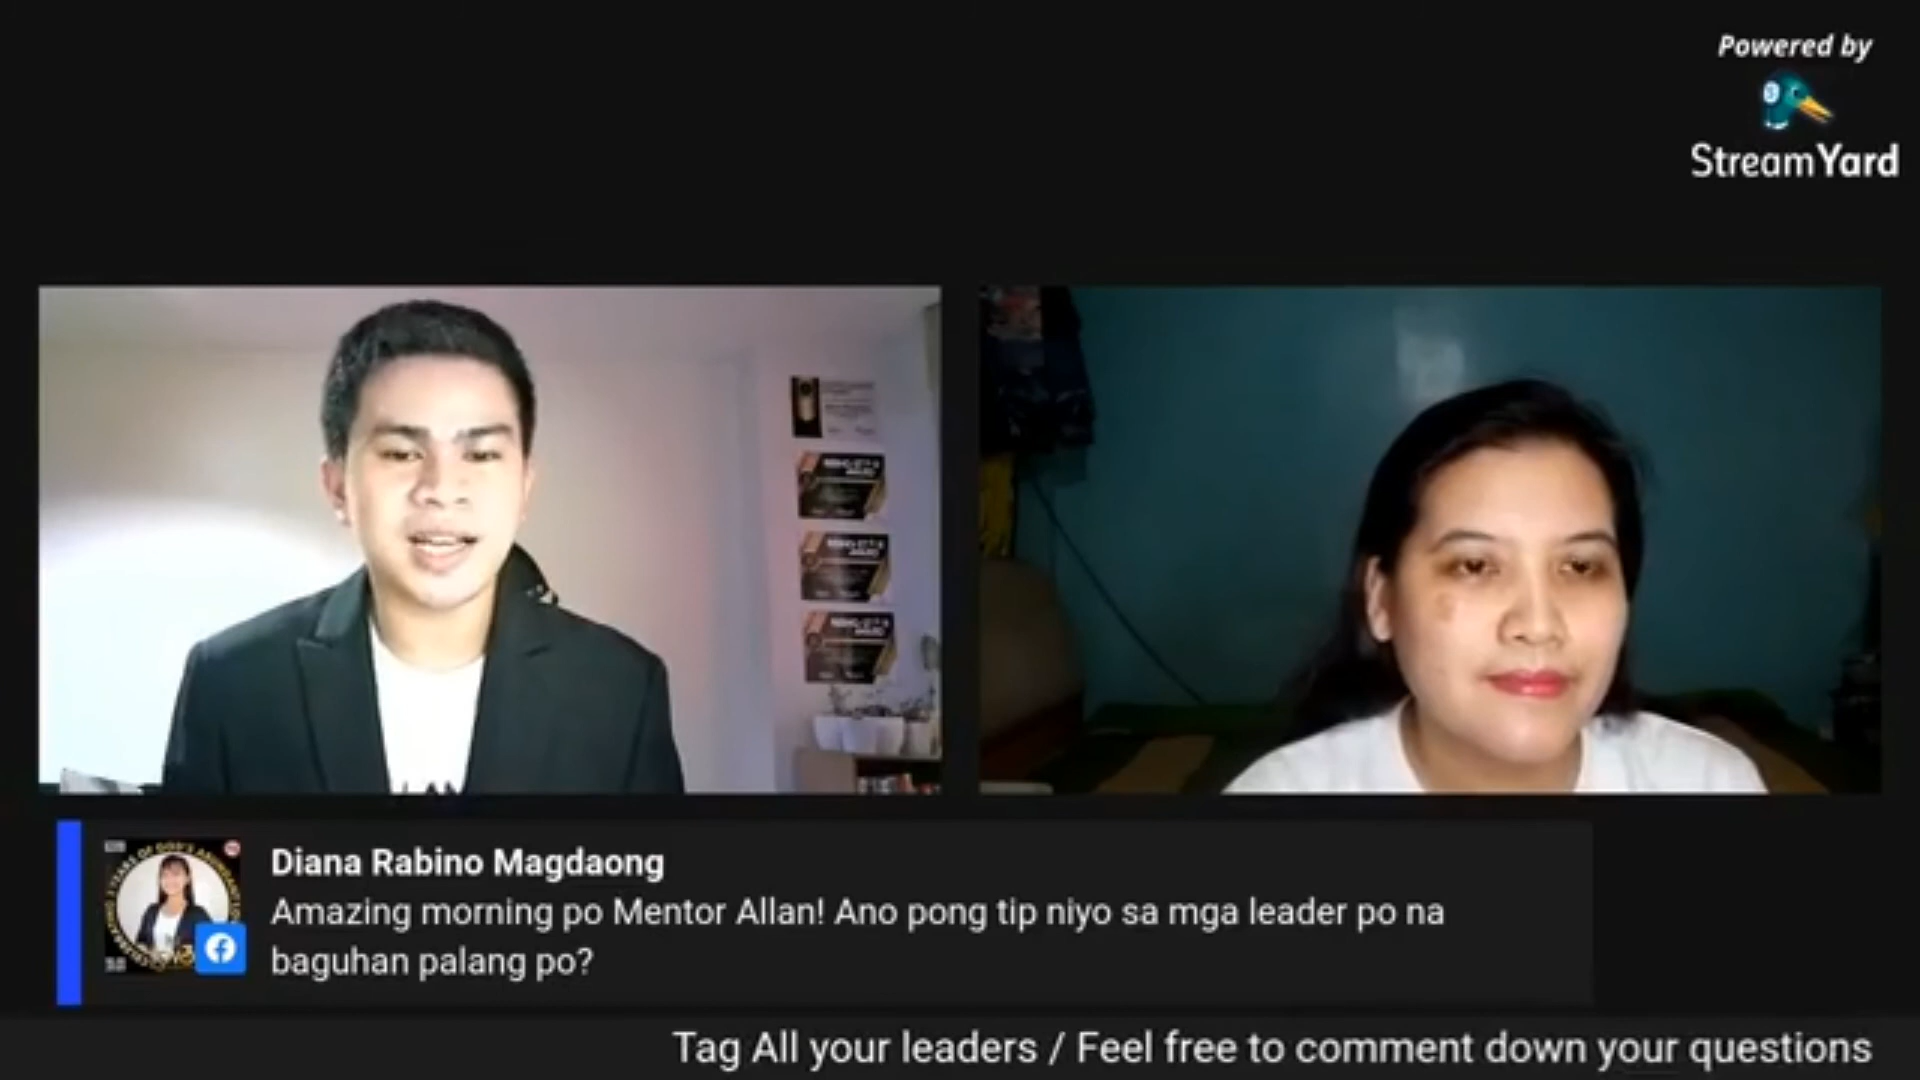 Powered by
StreamYard
Diana Rabino Magdaong
Amazing morning po Mentor Allan! Ano pong tip niyo sa mga leader po na
baguhan palang po?
Tag All your leaders / Feel free to comment down your questions